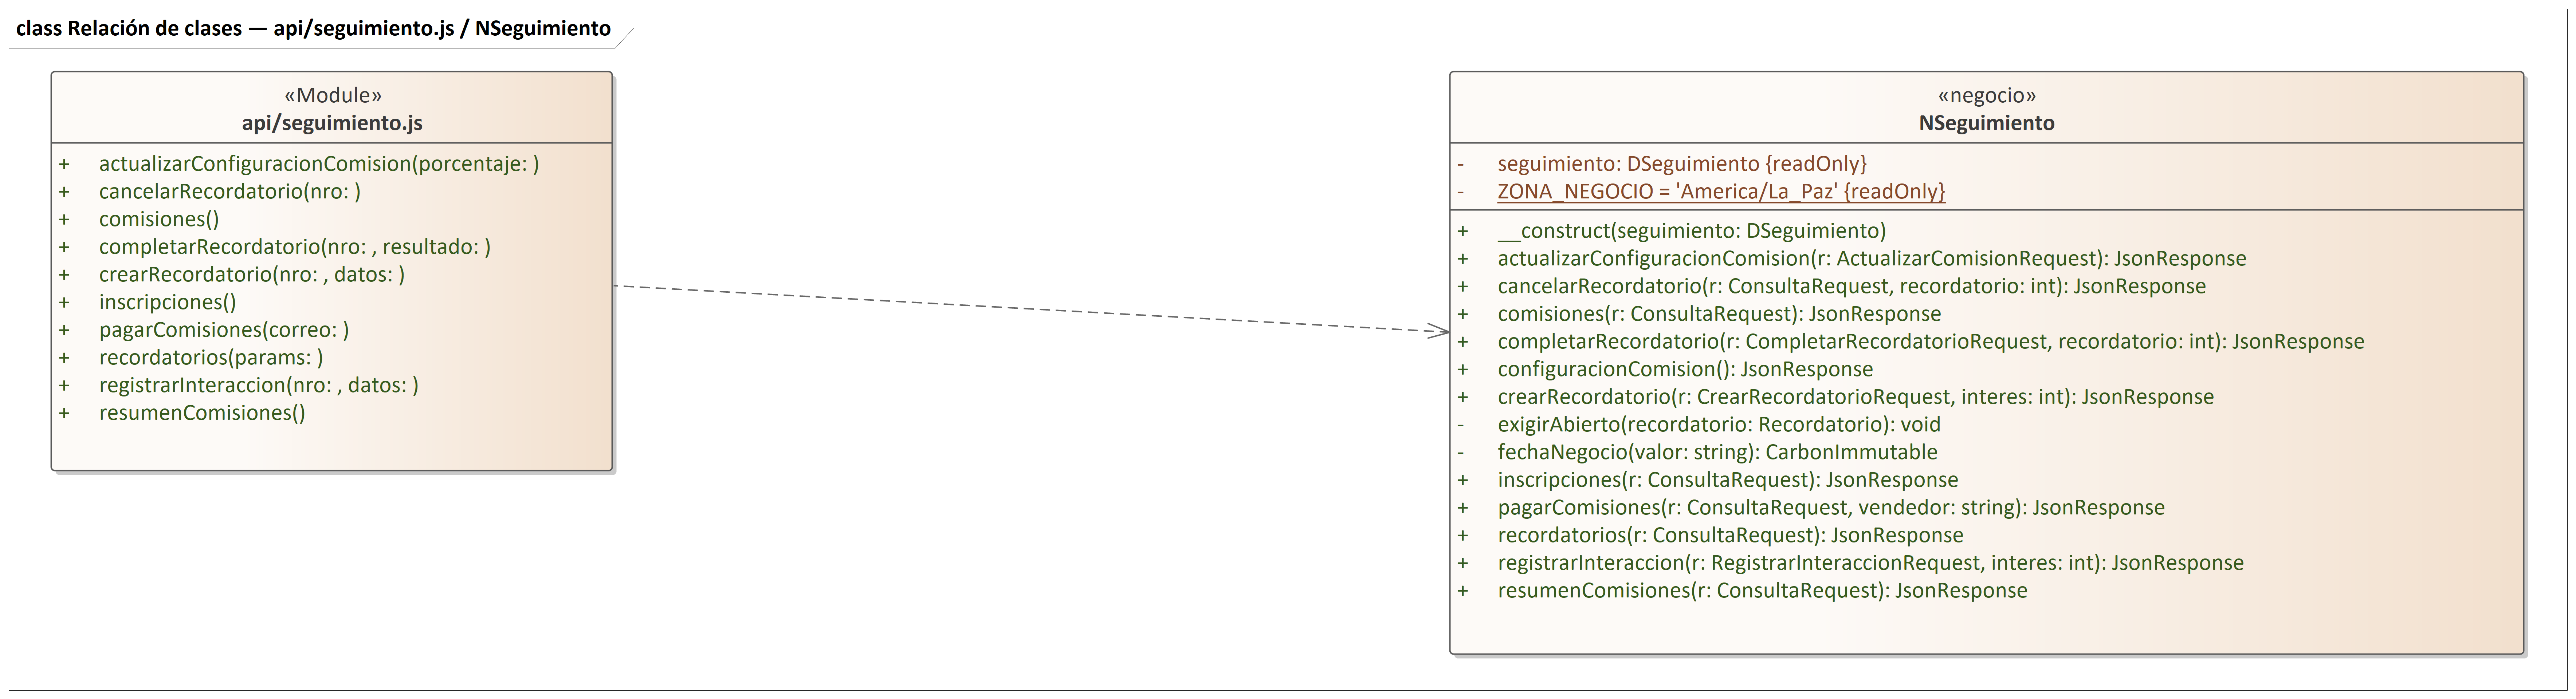 class Relación de clases — api/seguimiento.js / NSeguimiento
«Module»
api/seguimiento.js
+ actualizarConfiguracionComision(porcentaje: )
+ cancelarRecordatorio(nro: )
+ comisiones()
+ completarRecordatorio(nro: , resultado: )
+ crearRecordatorio(nro: , datos: )
+ inscripciones()
+ pagarComisiones(correo: )
+ recordatorios(params: )
+ registrarInteraccion(nro: , datos: )
+ resumenComisiones()
«negocio»
NSeguimiento
- seguimiento: DSeguimiento {readOnly}
- ZONA_NEGOCIO = 'America/La_Paz' {readOnly}
+ __construct(seguimiento: DSeguimiento)
+ actualizarConfiguracionComision(r: ActualizarComisionRequest): JsonResponse
+ cancelarRecordatorio(r: ConsultaRequest, recordatorio: int): JsonResponse
+ comisiones(r: ConsultaRequest): JsonResponse
+ completarRecordatorio(r: CompletarRecordatorioRequest, recordatorio: int): JsonResponse
+ configuracionComision(): JsonResponse
+ crearRecordatorio(r: CrearRecordatorioRequest, interes: int): JsonResponse
- exigirAbierto(recordatorio: Recordatorio): void
- fechaNegocio(valor: string): CarbonImmutable
+ inscripciones(r: ConsultaRequest): JsonResponse
+ pagarComisiones(r: ConsultaRequest, vendedor: string): JsonResponse
+ recordatorios(r: ConsultaRequest): JsonResponse
+ registrarInteraccion(r: RegistrarInteraccionRequest, interes: int): JsonResponse
+ resumenComisiones(r: ConsultaRequest): JsonResponse